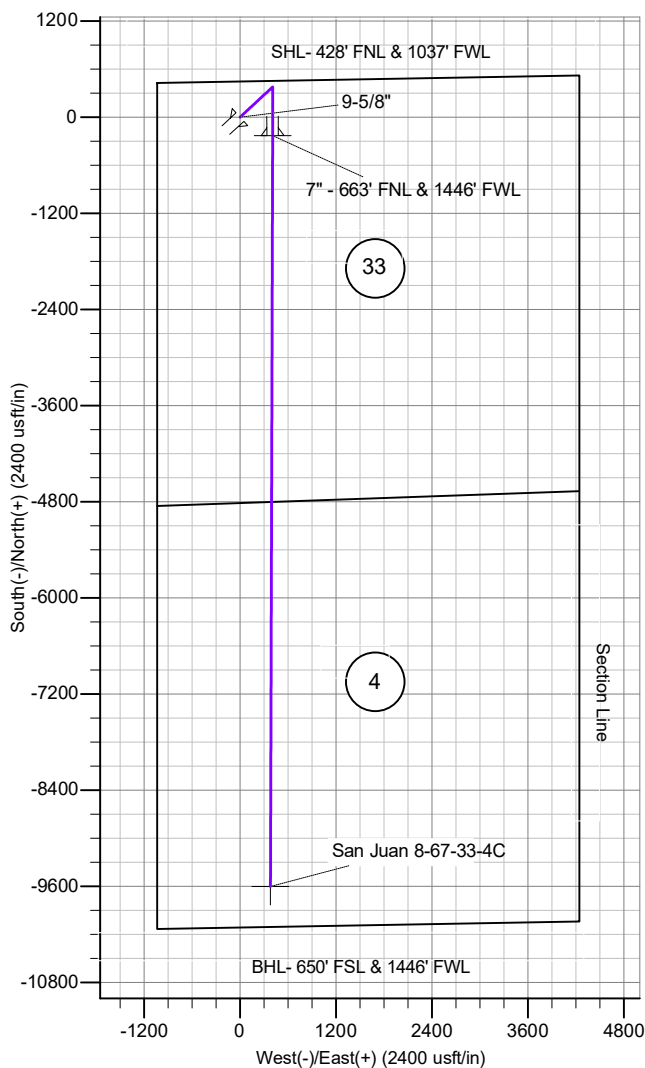 1200
SHL- 428' FNL & 1037' FWL
0
9-5/8"
7" - 663' FNL & 1446' FWL
-1200
33
-2400
-3600
South(-)/North(+) (2400 usft/in)
-4800
-6000
4
Section Line
-7200
-8400
San Juan 8-67-33-4C
-9600
BHL- 650' FSL & 1446' FWL
-10800
-1200 0 1200 2400 3600 4800
West(-)/East(+) (2400 usft/in)